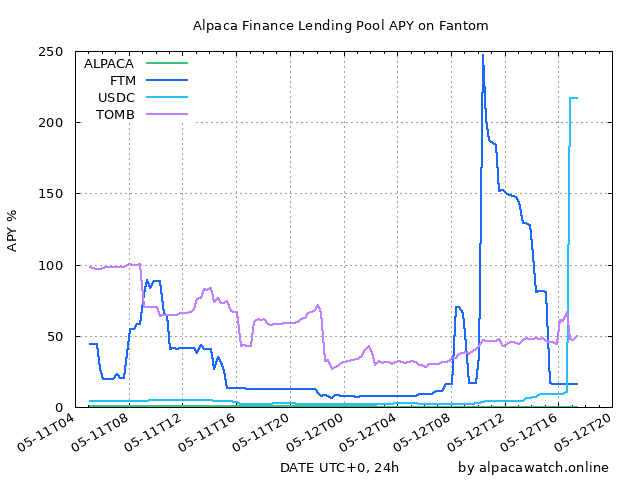 Alpaca Finance Lending Pool APY on Fantom
250
200
150
100
50
0
APY %
ALPACA
FTM
USDC
TOMB
05-11T04
05-11T08
05-11T12
05-11T16
05-11T20
05-12T00
05-12T04
05-12T08
05-12T12
05-12T16
05-12T20
DATE UTC+0, 24h
by alpacawatch.online